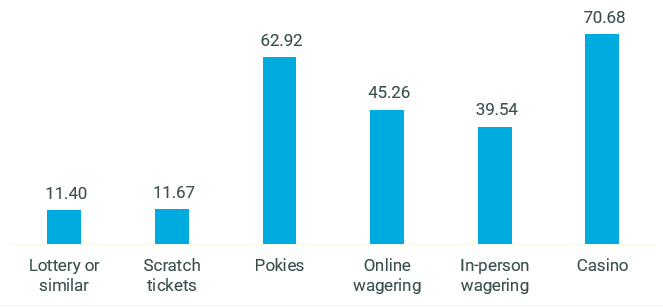 70.68
62.92
45.26
39.54
11.40
11.67
Lottery or
similar
Scratch
tickets
Pokies
Online
wagering
In-person
wagering
Casino